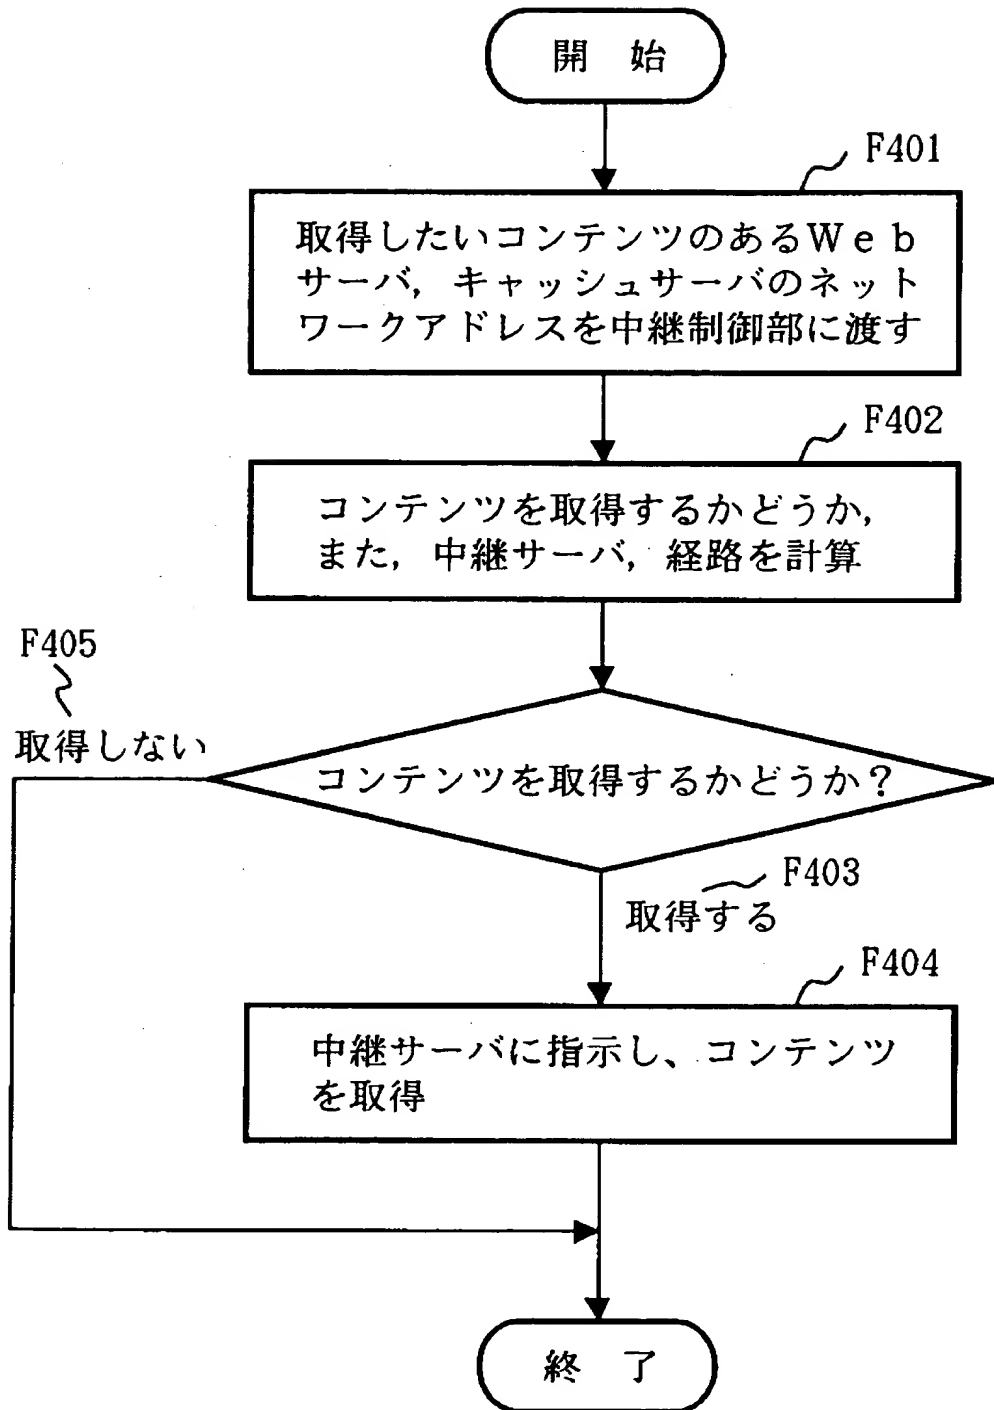 開 始
F401
取得したいコンテンツのあるWeb
サーバ, キャッシュサーバのネット
ワークアドレスを中継制御部に渡す
F402
コンテンツを取得するかどうか,
また, 中継サーバ, 経路を計算
F405
取得しない
コンテンツを取得するかどうか?
F403
取得する
F404
中継サーバに指示し、コンテンツ
を取得
終 了